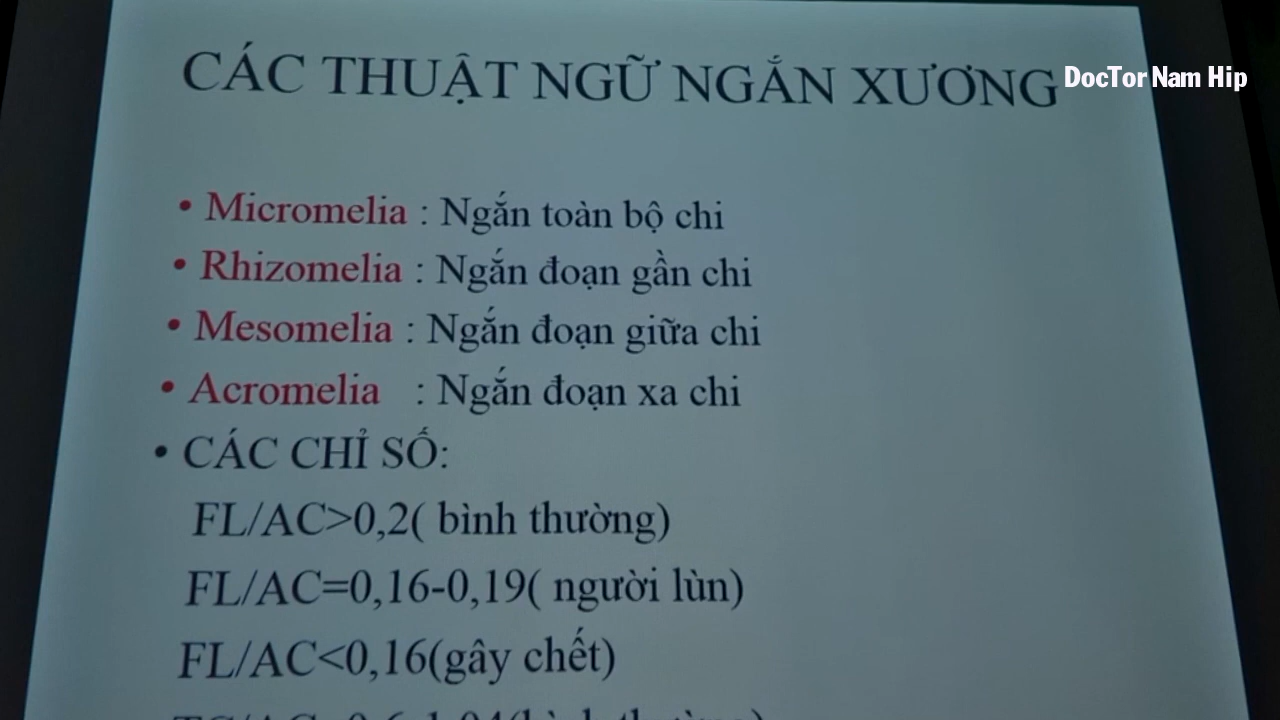 CÁC THUẬT NGỮ NGẮN XƯƠNG
DocTor Nam Hip
• Micromelia : Ngắn toàn bộ chi
• Rhizomelia : Ngắn đoạn gần chi
• Mesomelia : Ngắn đoạn giữa chi
• Acromelia : Ngắn đoạn xa chi
• CÁC CHỈ SỐ:
FL/AC>0,2( bình thường)
FL/AC=0,16-0,19( người lùn)
FL/AC<0,16(gây chết)